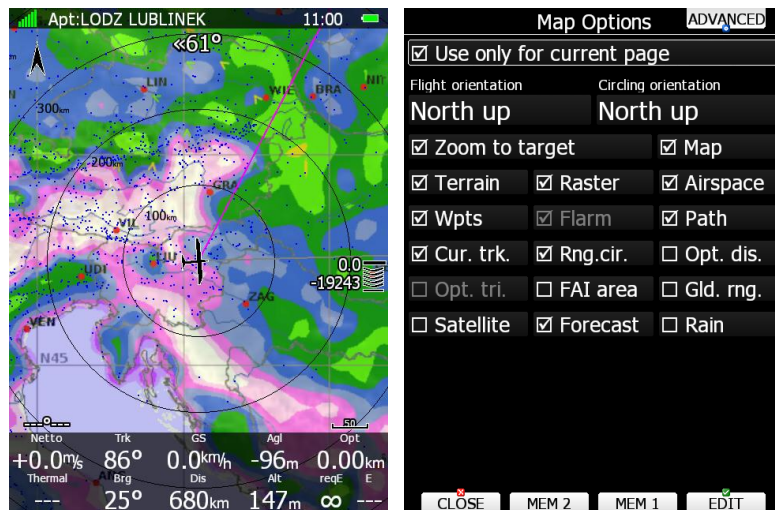 Apt:LODZ LUBLINEK 11:00
«61°
LIN
WIE
BRA
NIT
300km
200km
GRA
100km
VIL
LJU
UDI
0.0
-19243
ZAG
VEN
N45
---°---
50
Netto Trk GS Agl Opt
+0.0m/s 86° 0.0km/h -96m 0.00km
Thermal Brg Dis Alt reqE E
--- 25° 680km 147m ∞ ---
Map Options
ADVANCED
Use only for current page
Flight orientation Circling orientation
North up North up
Zoom to target Map
Terrain Raster Airspace
Wpts Flarm Path
Cur. trk. Rng.cir. Opt. dis.
Opt. tri. FAI area Gld. rng.
Satellite Forecast Rain
CLOSE MEM 2 MEM 1 EDIT